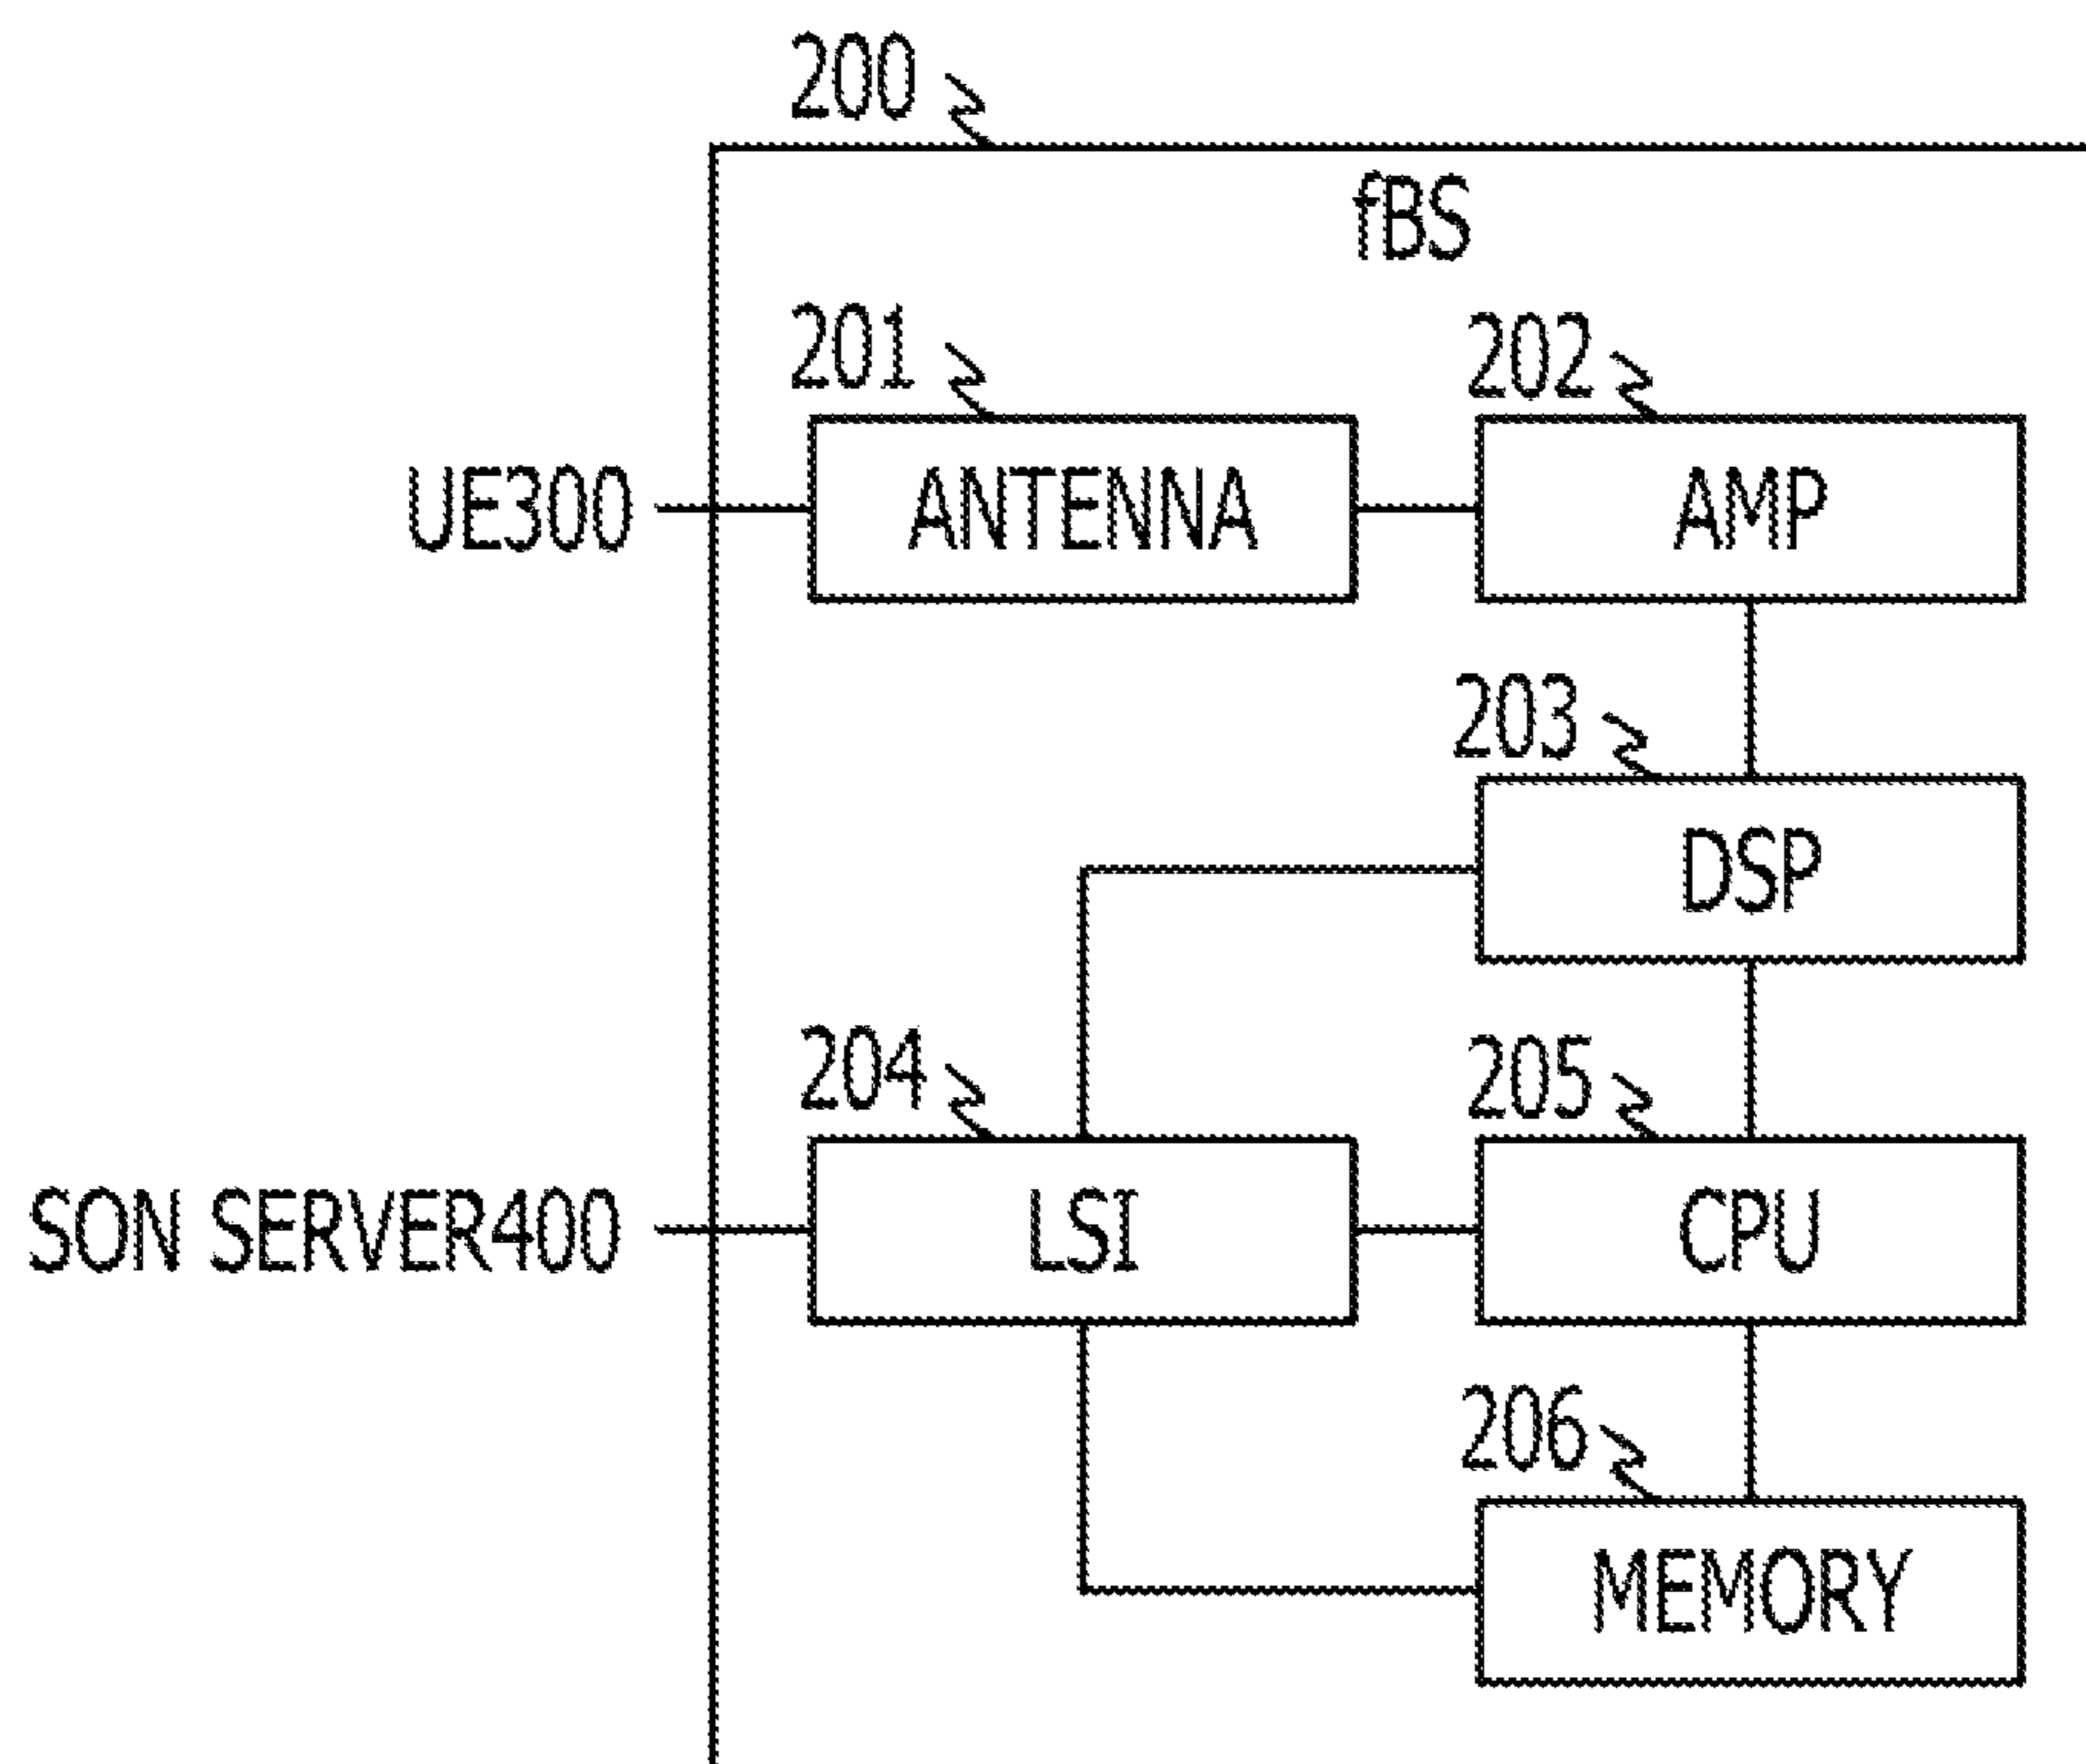 200
fBS
201
202
UE300
ANTENNA
AMP
203
DSP
204
205
SON SERVER400
LSI
CPU
206
MEMORY